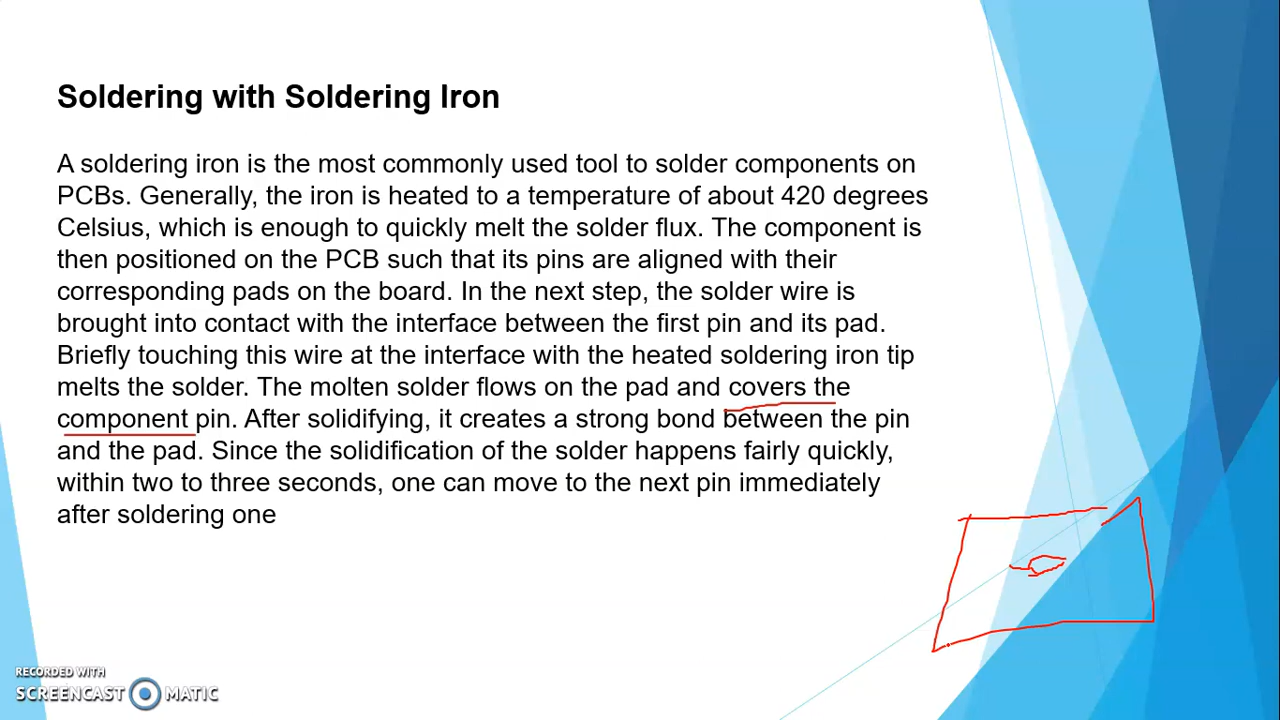 Soldering with Soldering Iron
A soldering iron is the most commonly used tool to solder components on
PCBs. Generally, the iron is heated to a temperature of about 420 degrees
Celsius, which is enough to quickly melt the solder flux. The component is
then positioned on the PCB such that its pins are aligned with their
corresponding pads on the board. In the next step, the solder wire is
brought into contact with the interface between the first pin and its pad.
Briefly touching this wire at the interface with the heated soldering iron tip
melts the solder. The molten solder flows on the pad and covers the
component pin. After solidifying, it creates a strong bond between the pin
and the pad. Since the solidification of the solder happens fairly quickly,
within two to three seconds, one can move to the next pin immediately
after soldering one
RECORDED WITH
SCREENCAST MATIC